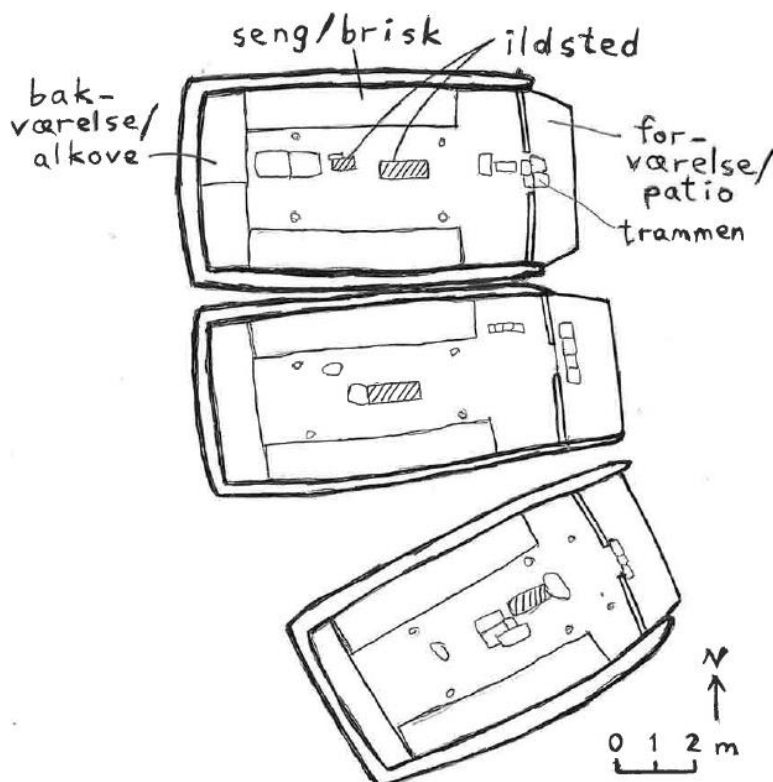 seng/brisk
ildsted
bak-
værelse/
alkove
for-
værelse/
patio
trammen
N
0 1 2 m